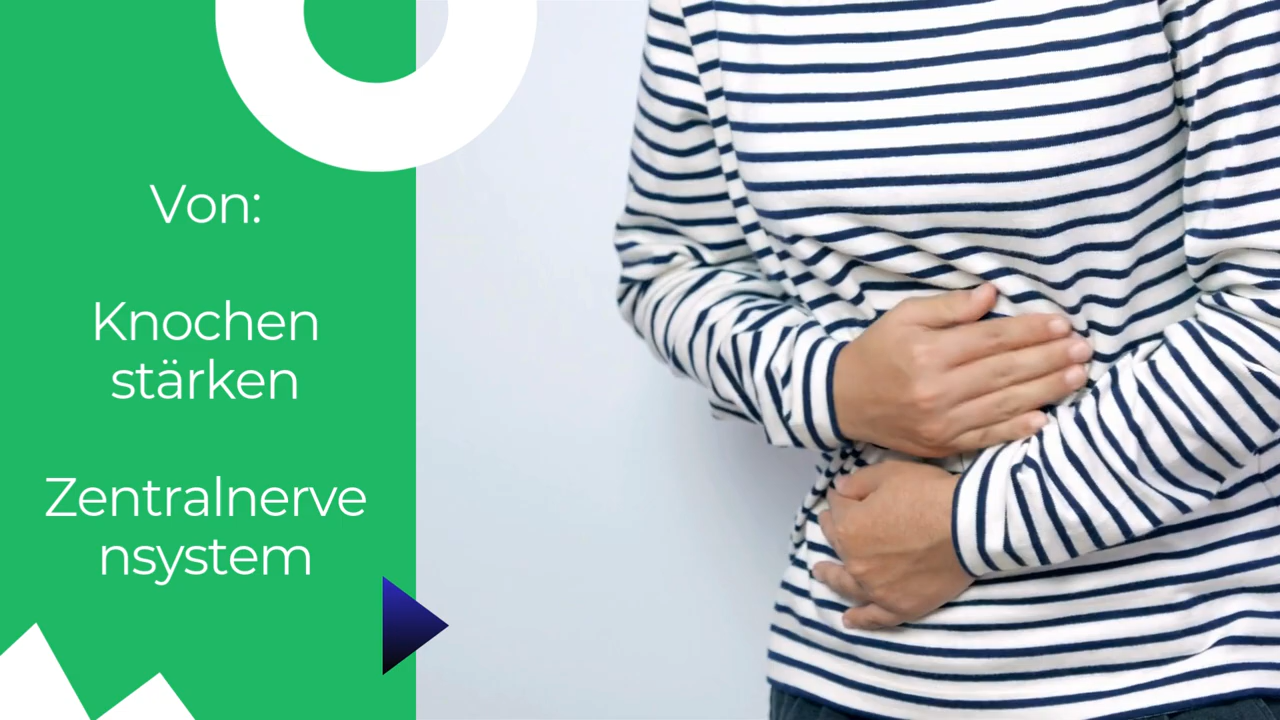 Von:
Knochen
stärken
Zentralnerve
nsystem